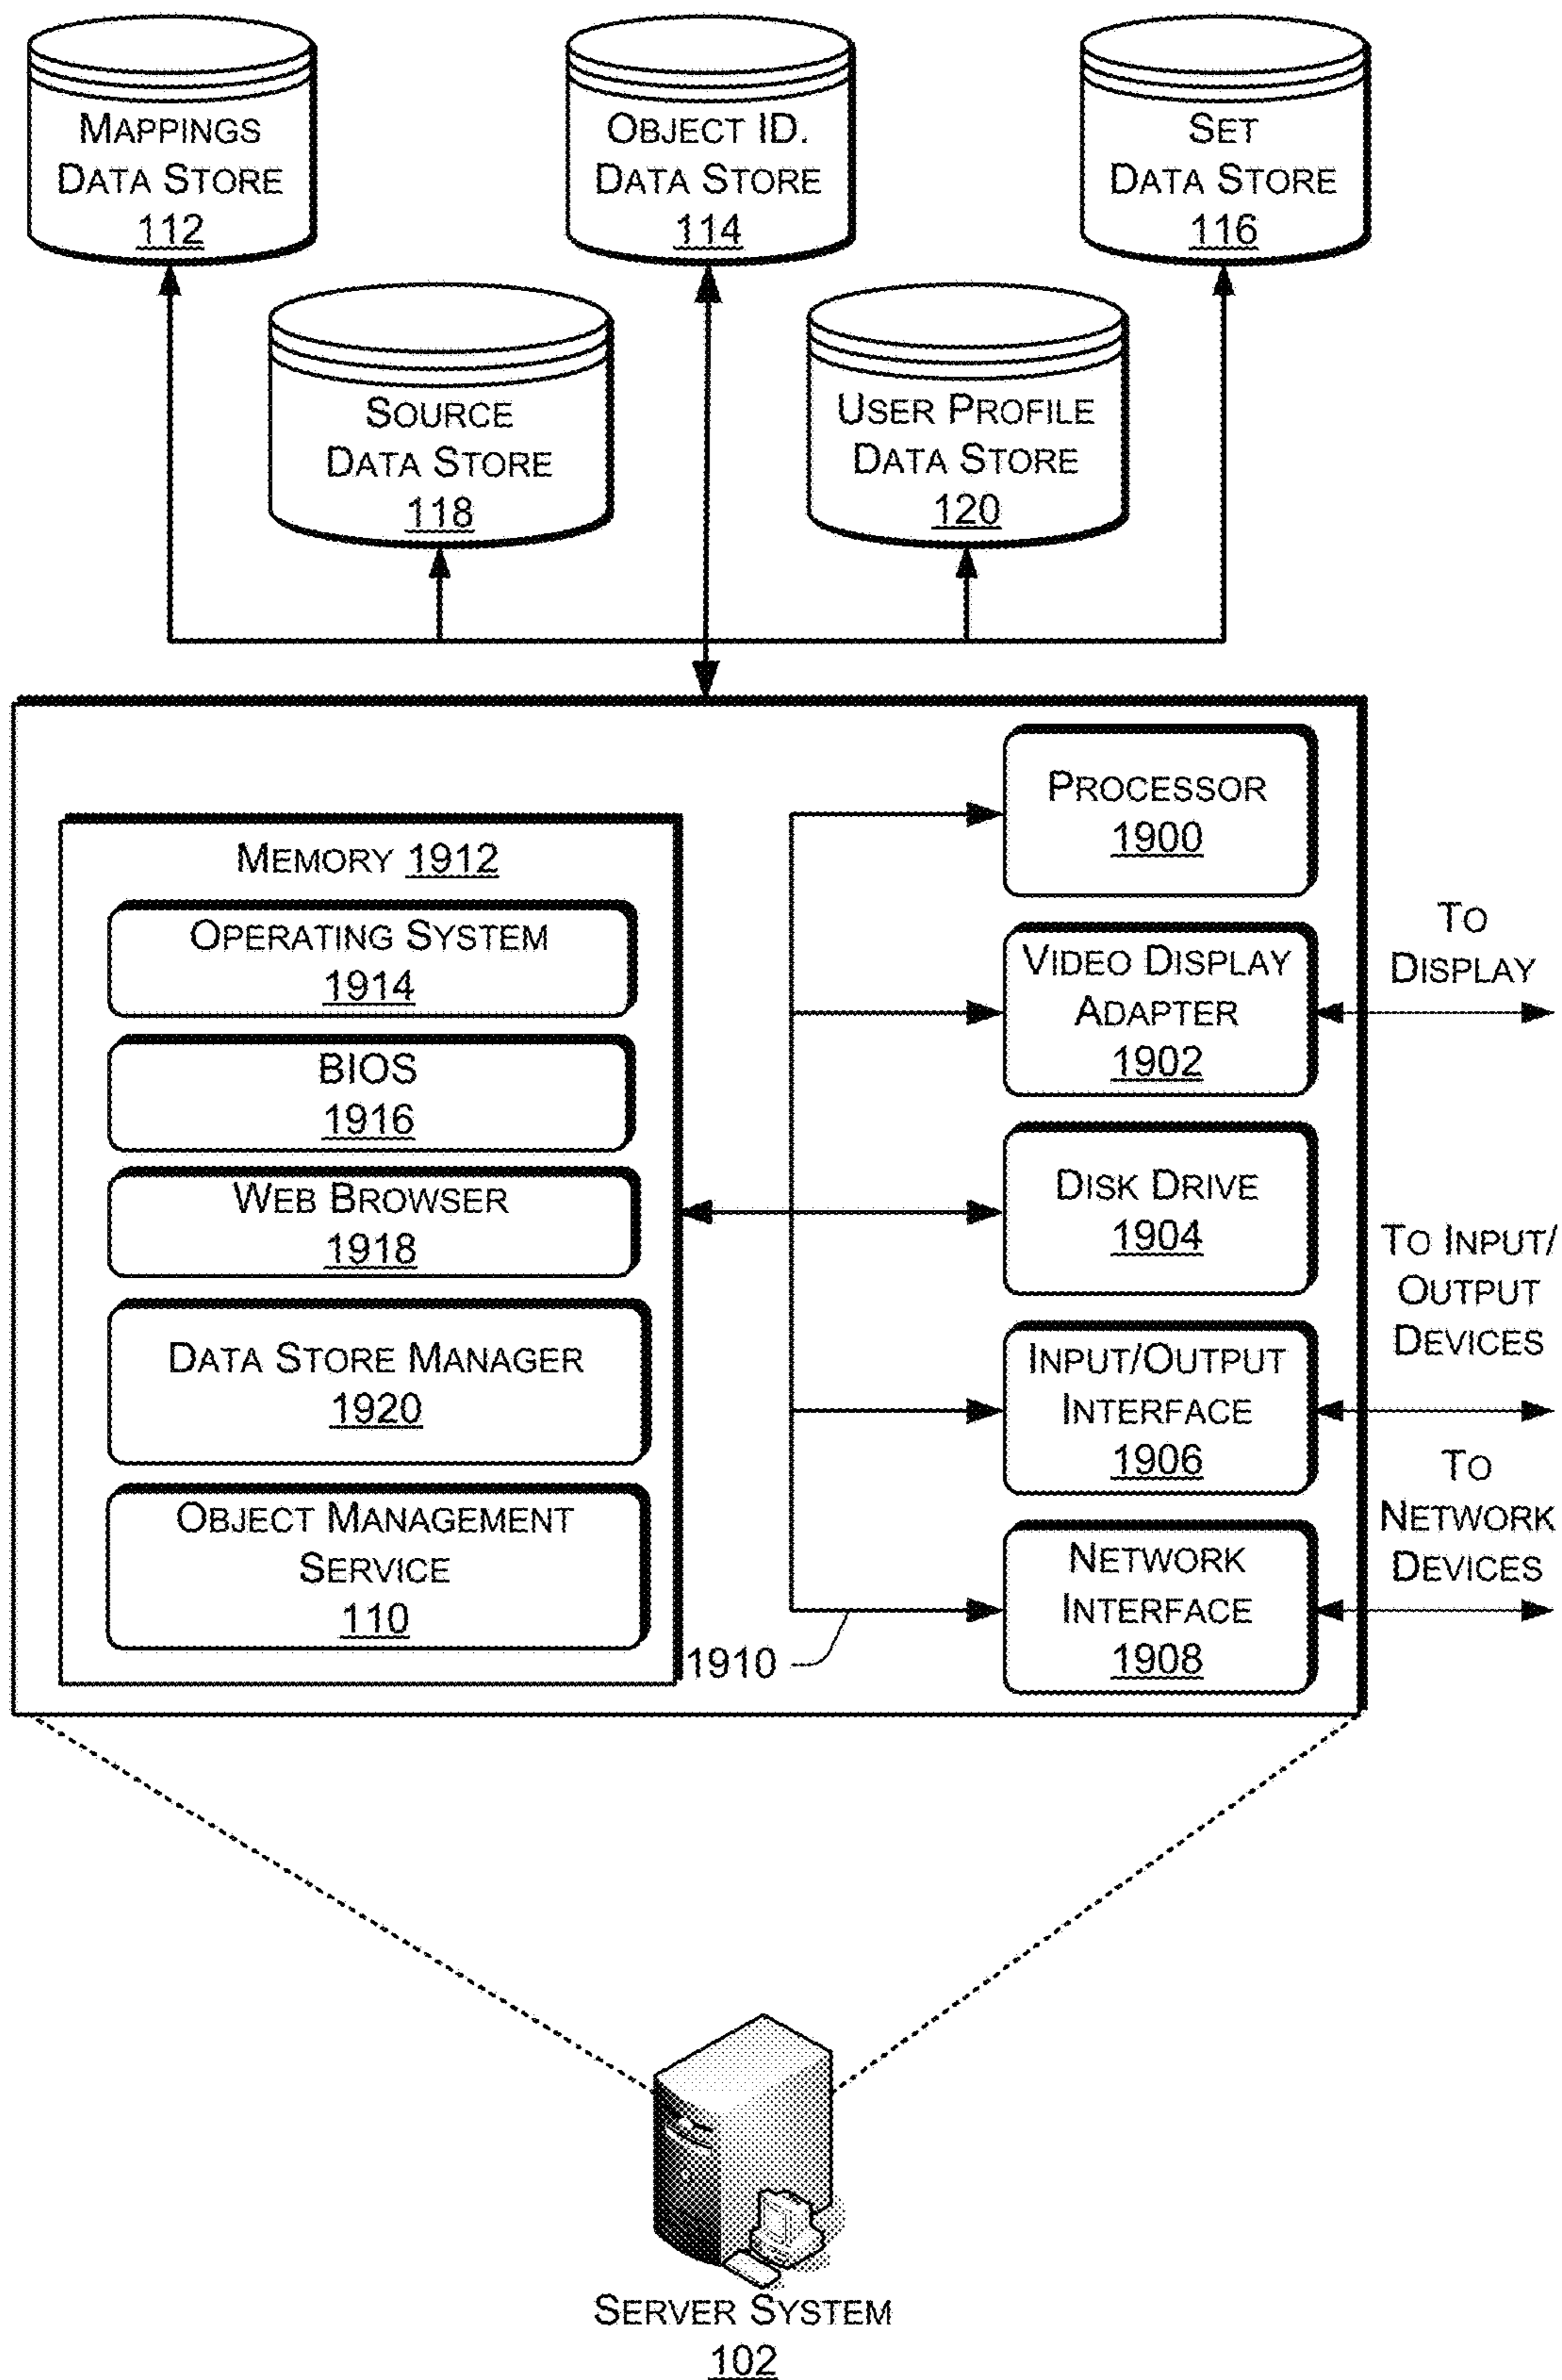 MAPPINGS
DATA STORE
112
OBJECT ID.
DATA STORE
114
SET
DATA STORE
116
SOURCE
DATA STORE
118
USER PROFILE
DATA STORE
120
MEMORY 1912
OPERATING SYSTEM
1914
BIOS
1916
WEB BROWSER
1918
DATA STORE MANAGER
1920
OBJECT MANAGEMENT
SERVICE
110
PROCESSOR
1900
VIDEO DISPLAY
ADAPTER
1902
DISK DRIVE
1904
INPUT/OUTPUT
INTERFACE
1906
NETWORK
INTERFACE
1908
1910
TO
DISPLAY
TO INPUT/
OUTPUT
DEVICES
TO
NETWORK
DEVICES
SERVER SYSTEM
102